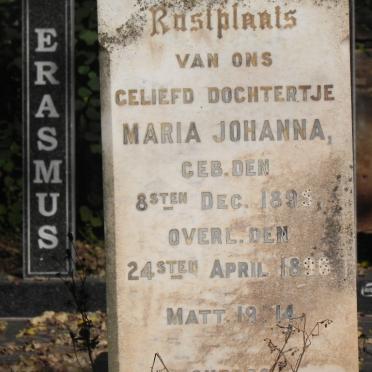 ERASMUS
Rustplaats
VAN ONS
GELIEFD DOCHTERTJE
MARIA JOHANNA,
GEB. DEN
8STEN DEC.
OVERL. DEN
24STEN APRIL
MATT. 19:14